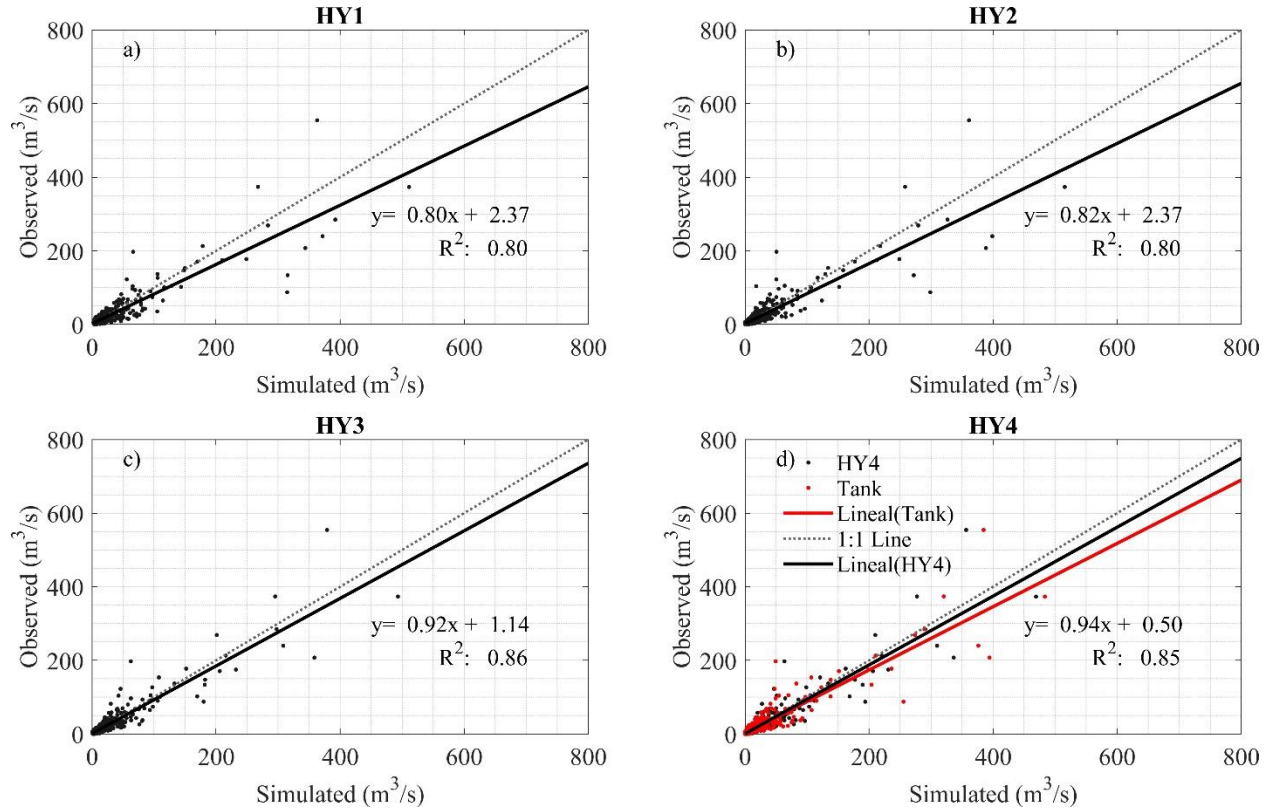 HY1
a)
800
600
400
200
0
Observed (m³/s)
y= 0.80x + 2.37
R²: 0.80
0 200 400 600 800
Simulated (m³/s)
HY2
b)
800
600
400
200
0
Observed (m³/s)
y= 0.82x + 2.37
R²: 0.80
0 200 400 600 800
Simulated (m³/s)
HY3
c)
800
600
400
200
0
Observed (m³/s)
y= 0.92x + 1.14
R²: 0.86
0 200 400 600 800
Simulated (m³/s)
HY4
d)
HY4
Tank
Lineal(Tank)
1:1 Line
Lineal(HY4)
800
600
400
200
0
Observed (m³/s)
y= 0.94x + 0.50
R²: 0.85
0 200 400 600 800
Simulated (m³/s)